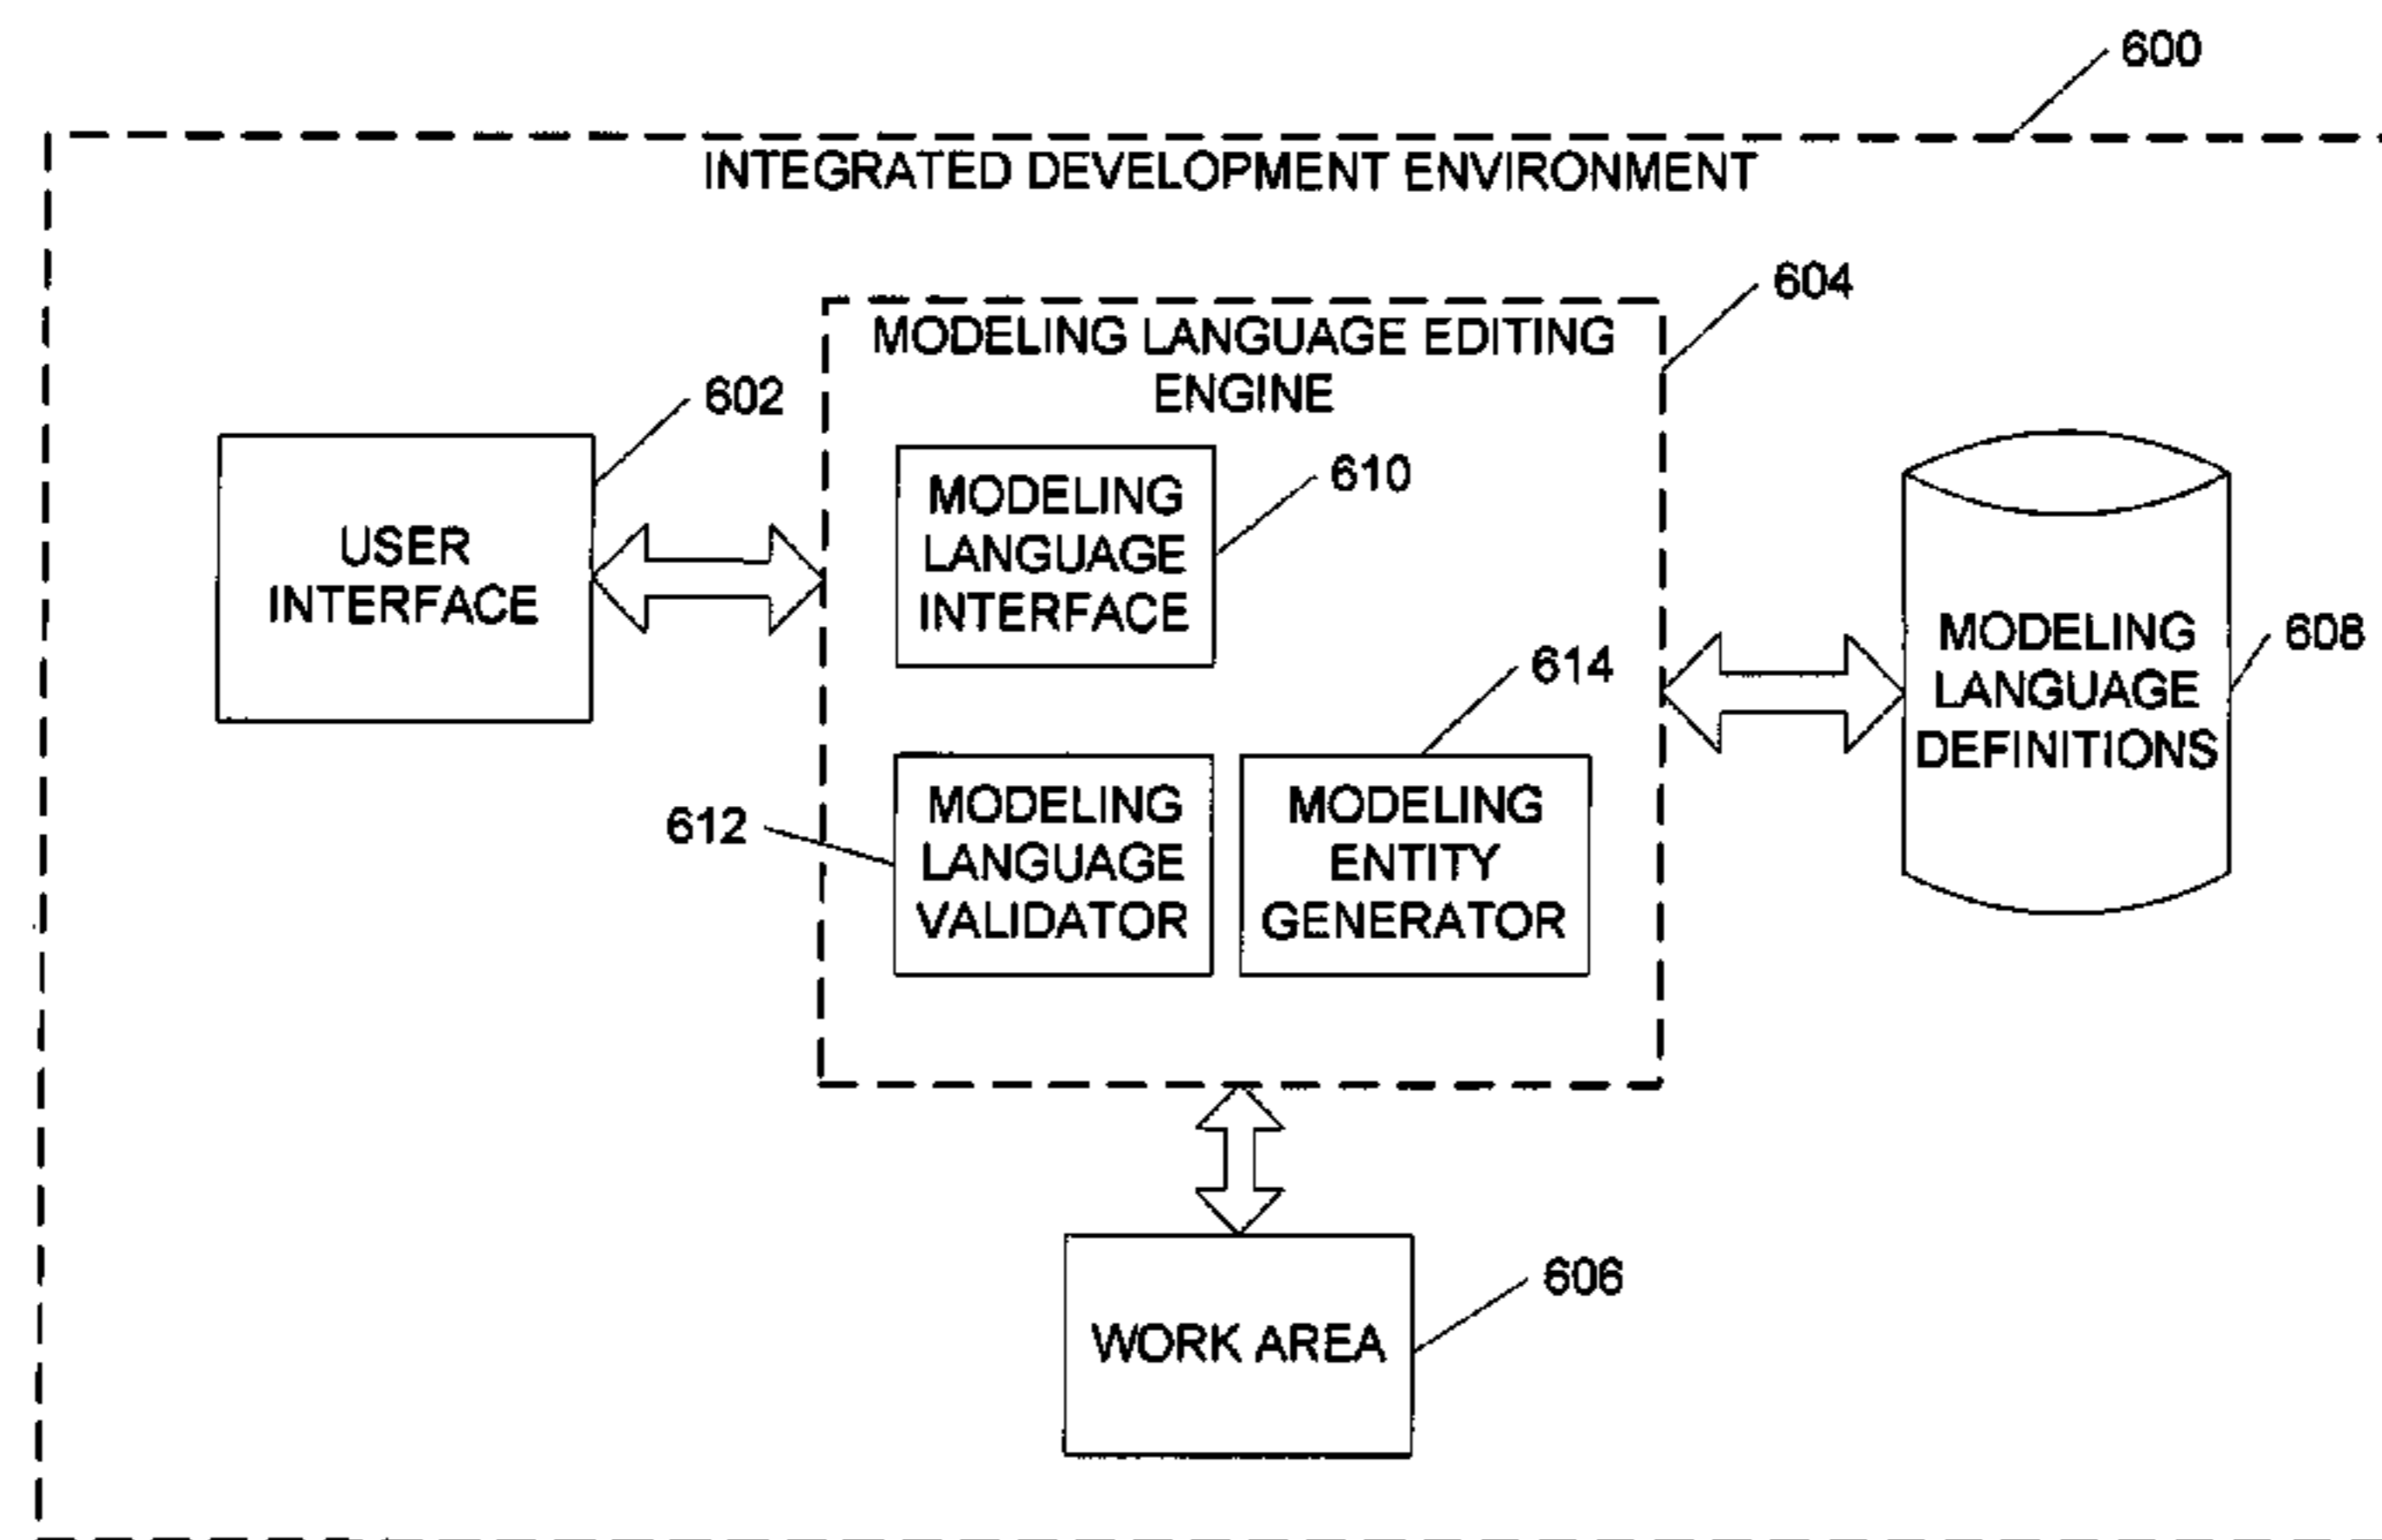 600
INTEGRATED DEVELOPMENT ENVIRONMENT
604
MODELING LANGUAGE EDITING
ENGINE
602
USER
INTERFACE
610
MODELING
LANGUAGE
INTERFACE
614
608
MODELING
LANGUAGE
DEFINITIONS
612
MODELING
LANGUAGE
VALIDATOR
MODELING
ENTITY
GENERATOR
606
WORK AREA